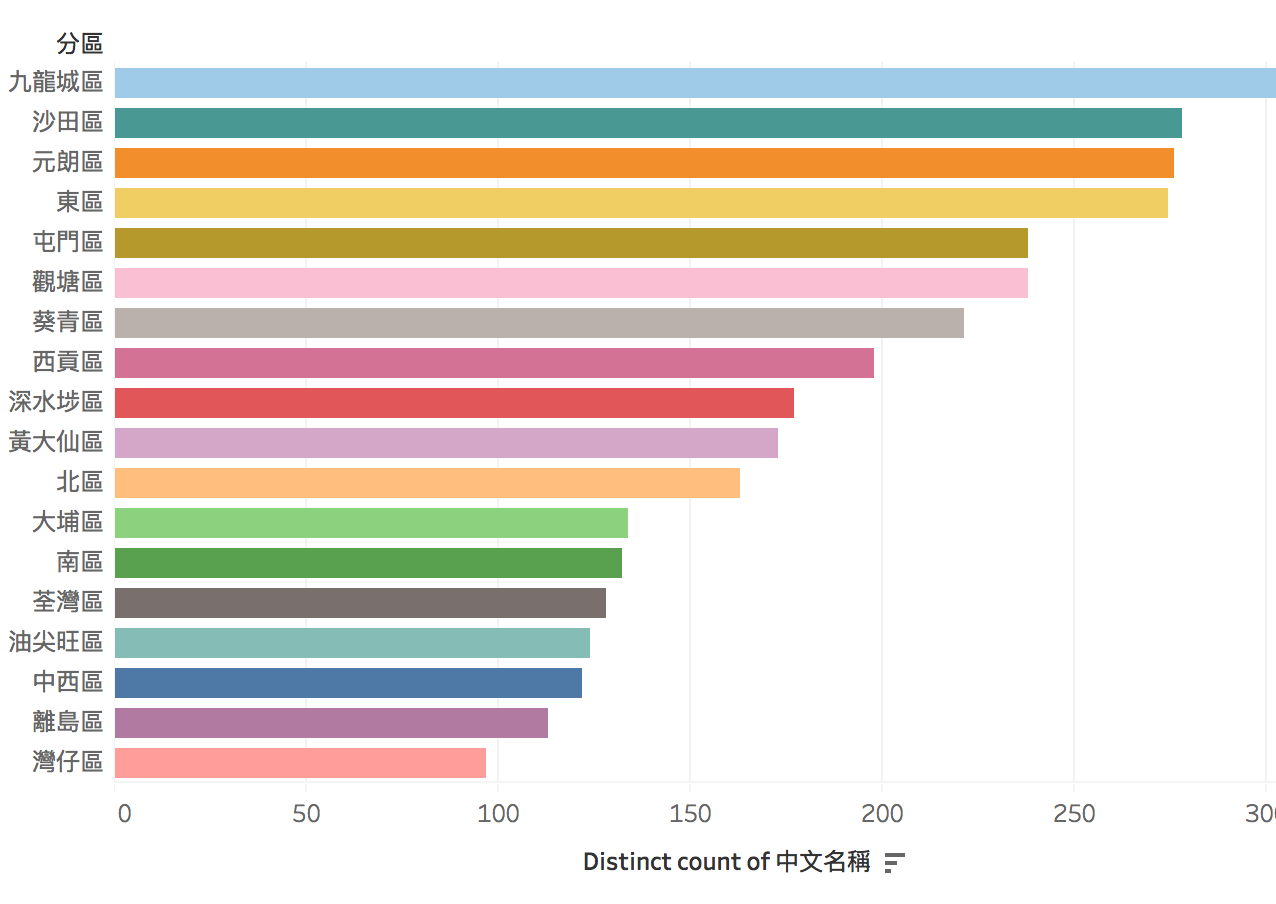 分區
九龍城區
沙田區
元朗區
東區
屯門區
觀塘區
葵青區
西貢區
深水埗區
黃大仙區
北區
大埔區
南區
荃灣區
油尖旺區
中西區
離島區
灣仔區
0 50 100 150 200 250 300
Distinct count of 中文名稱